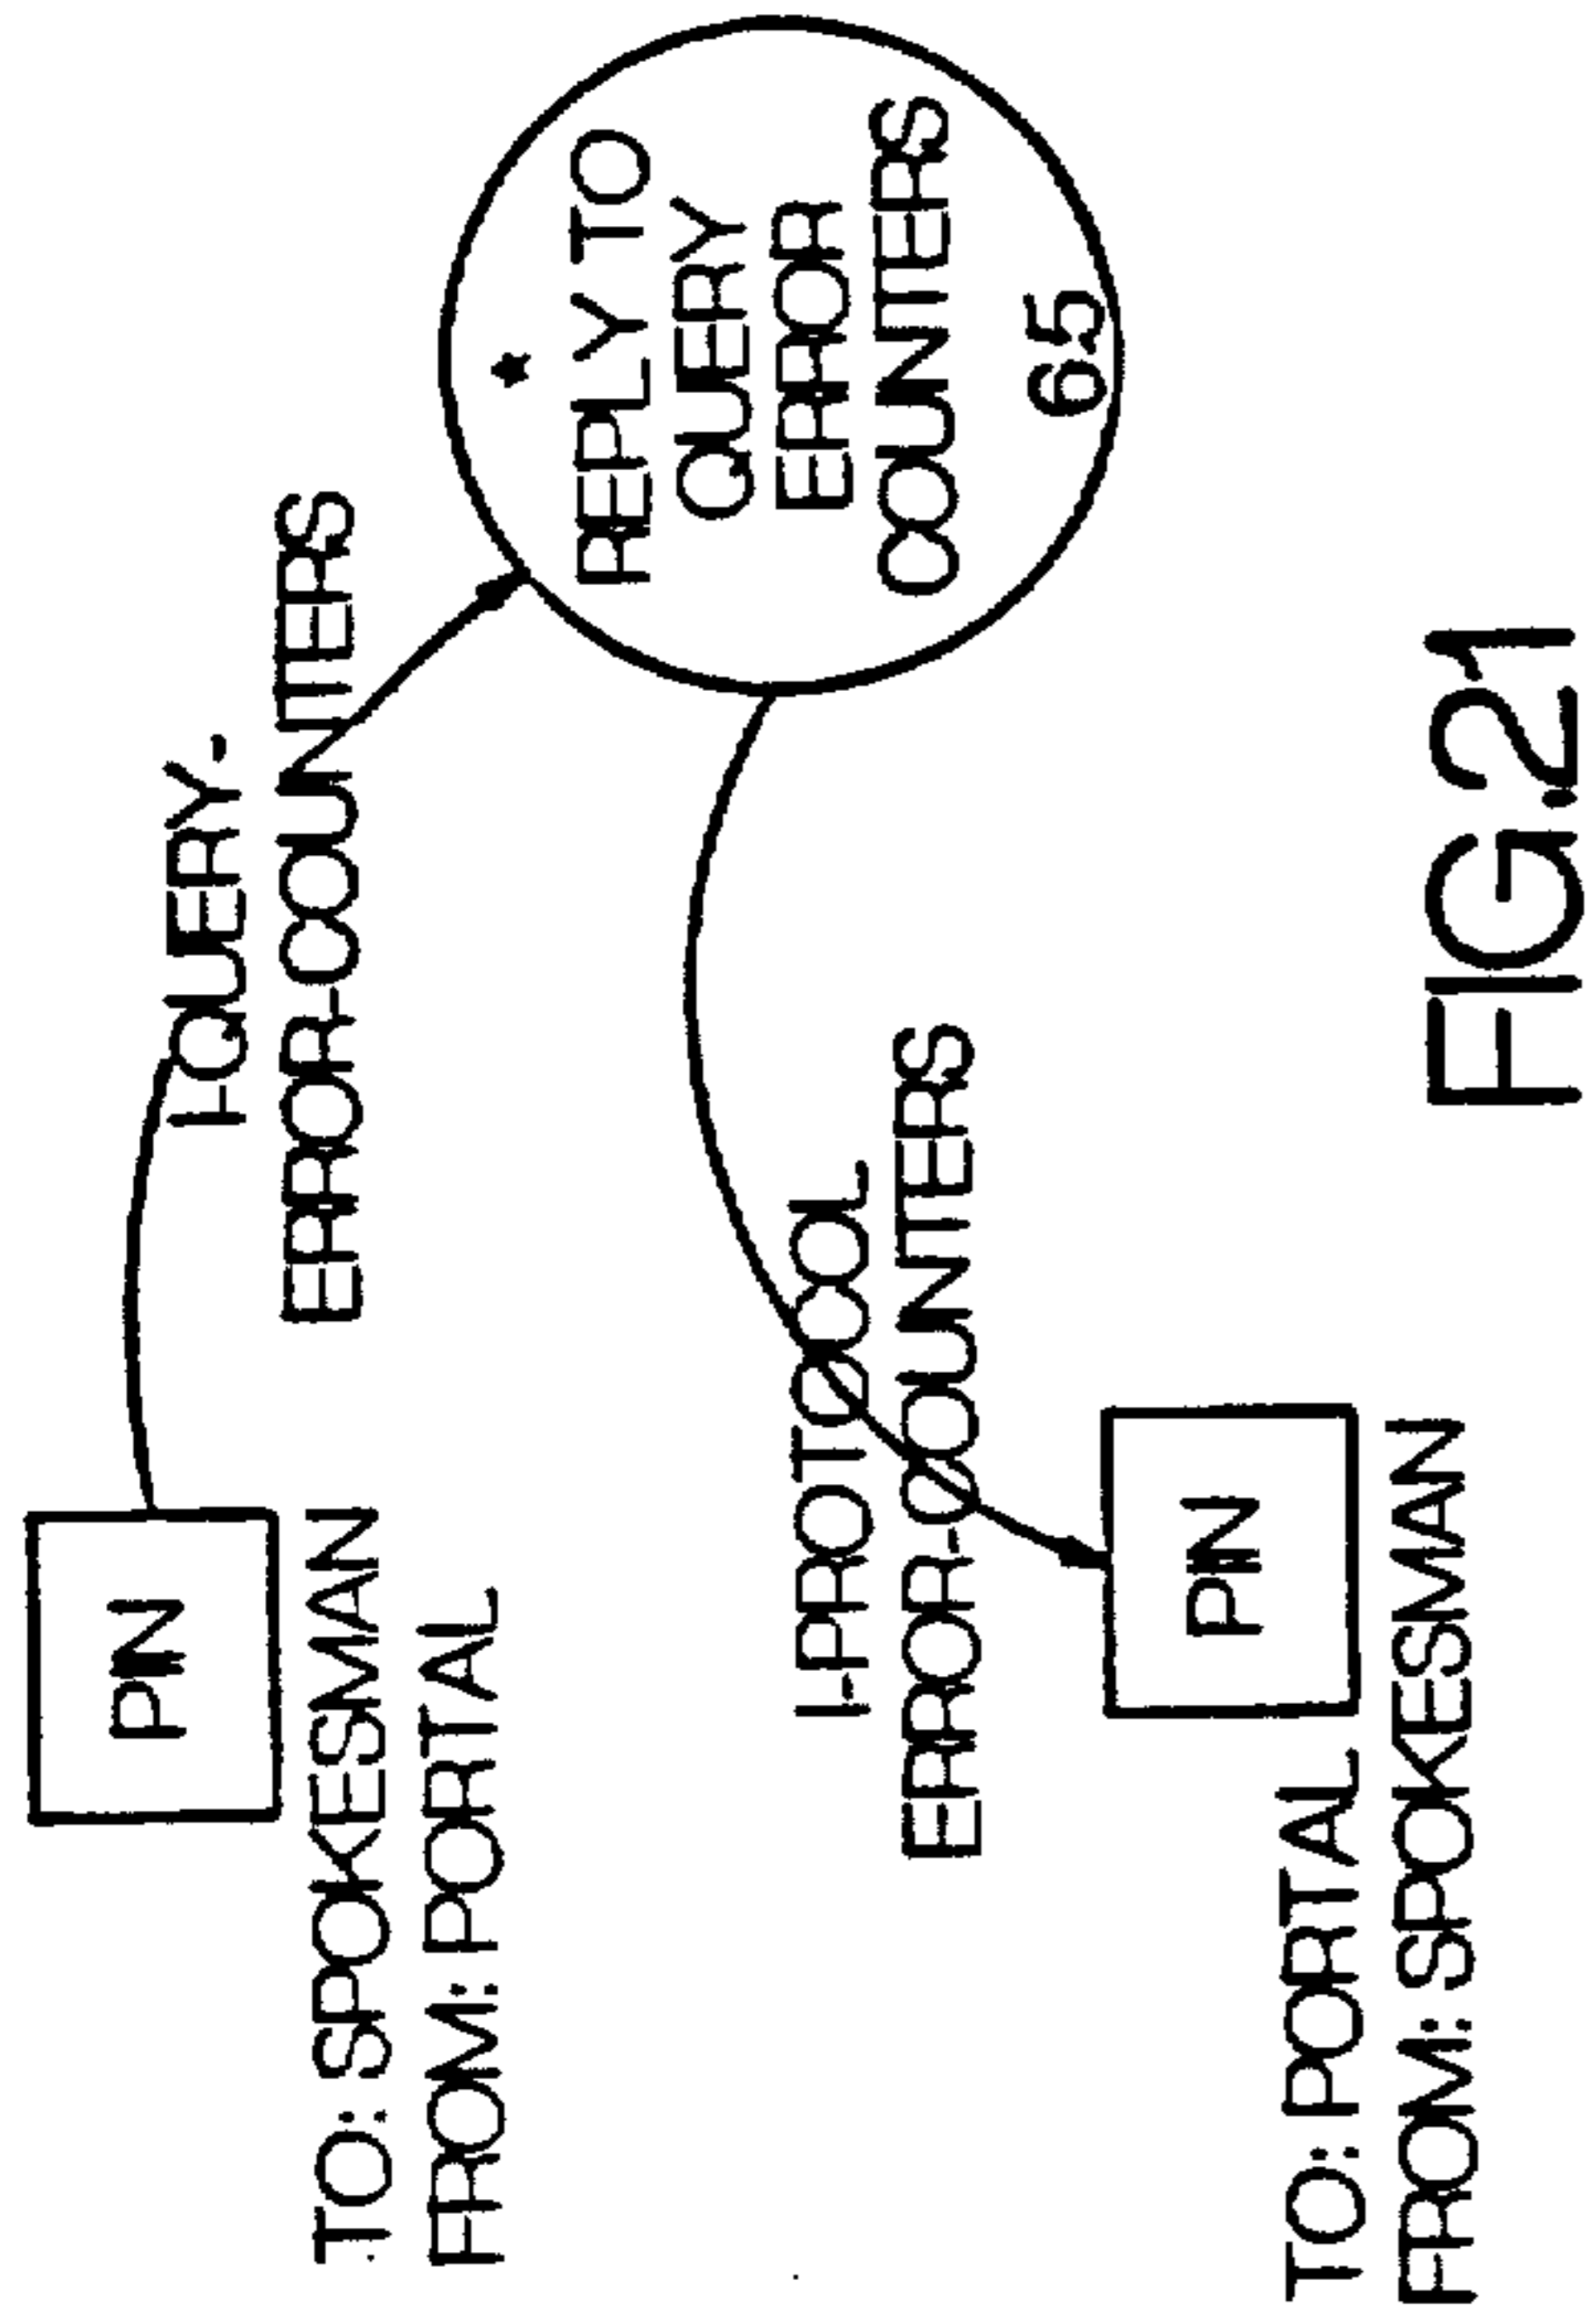 PIN
TO: SPOKESMAN
FROM: PORTAL
I-QUERY-
ERROR-COUNTERS
*
REPLY TO
QUERY
ERROR
COUNTERS
65
I-PROTOCOL
ERROR-COUNTERS
PIN
TO: PORTAL
FROM: SPOKESMAN
FIG.21